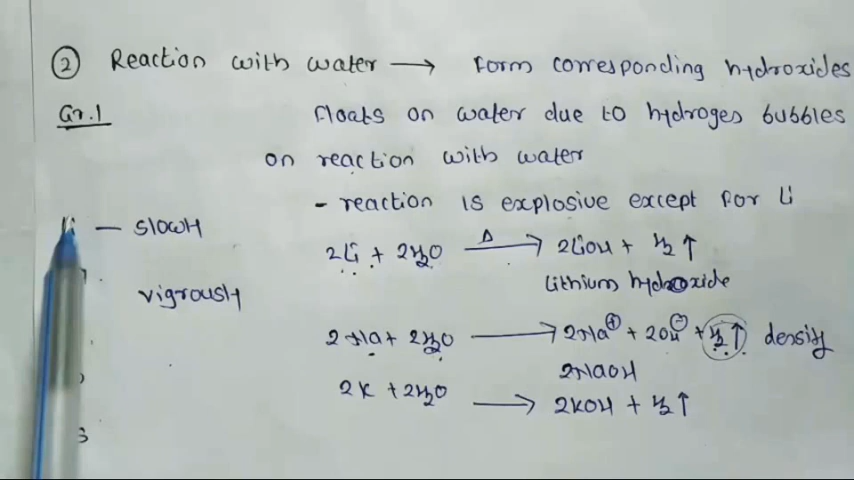 ② Reaction with water → Form corresponding hydroxides
Gr.1
Floats on water due to hydroges bubbles
on reaction with water
- reaction is explosive except for Li
— slowly
2Li + 2H2O —Δ→ 2LiOH + H2↑
Lithium hydroxide
vigrously
2Na + 2H2O → 2Na⁺ + 2OH⁻ + H2↑ density
2NaOH
2K + 2H2O → 2KOH + H2↑
s